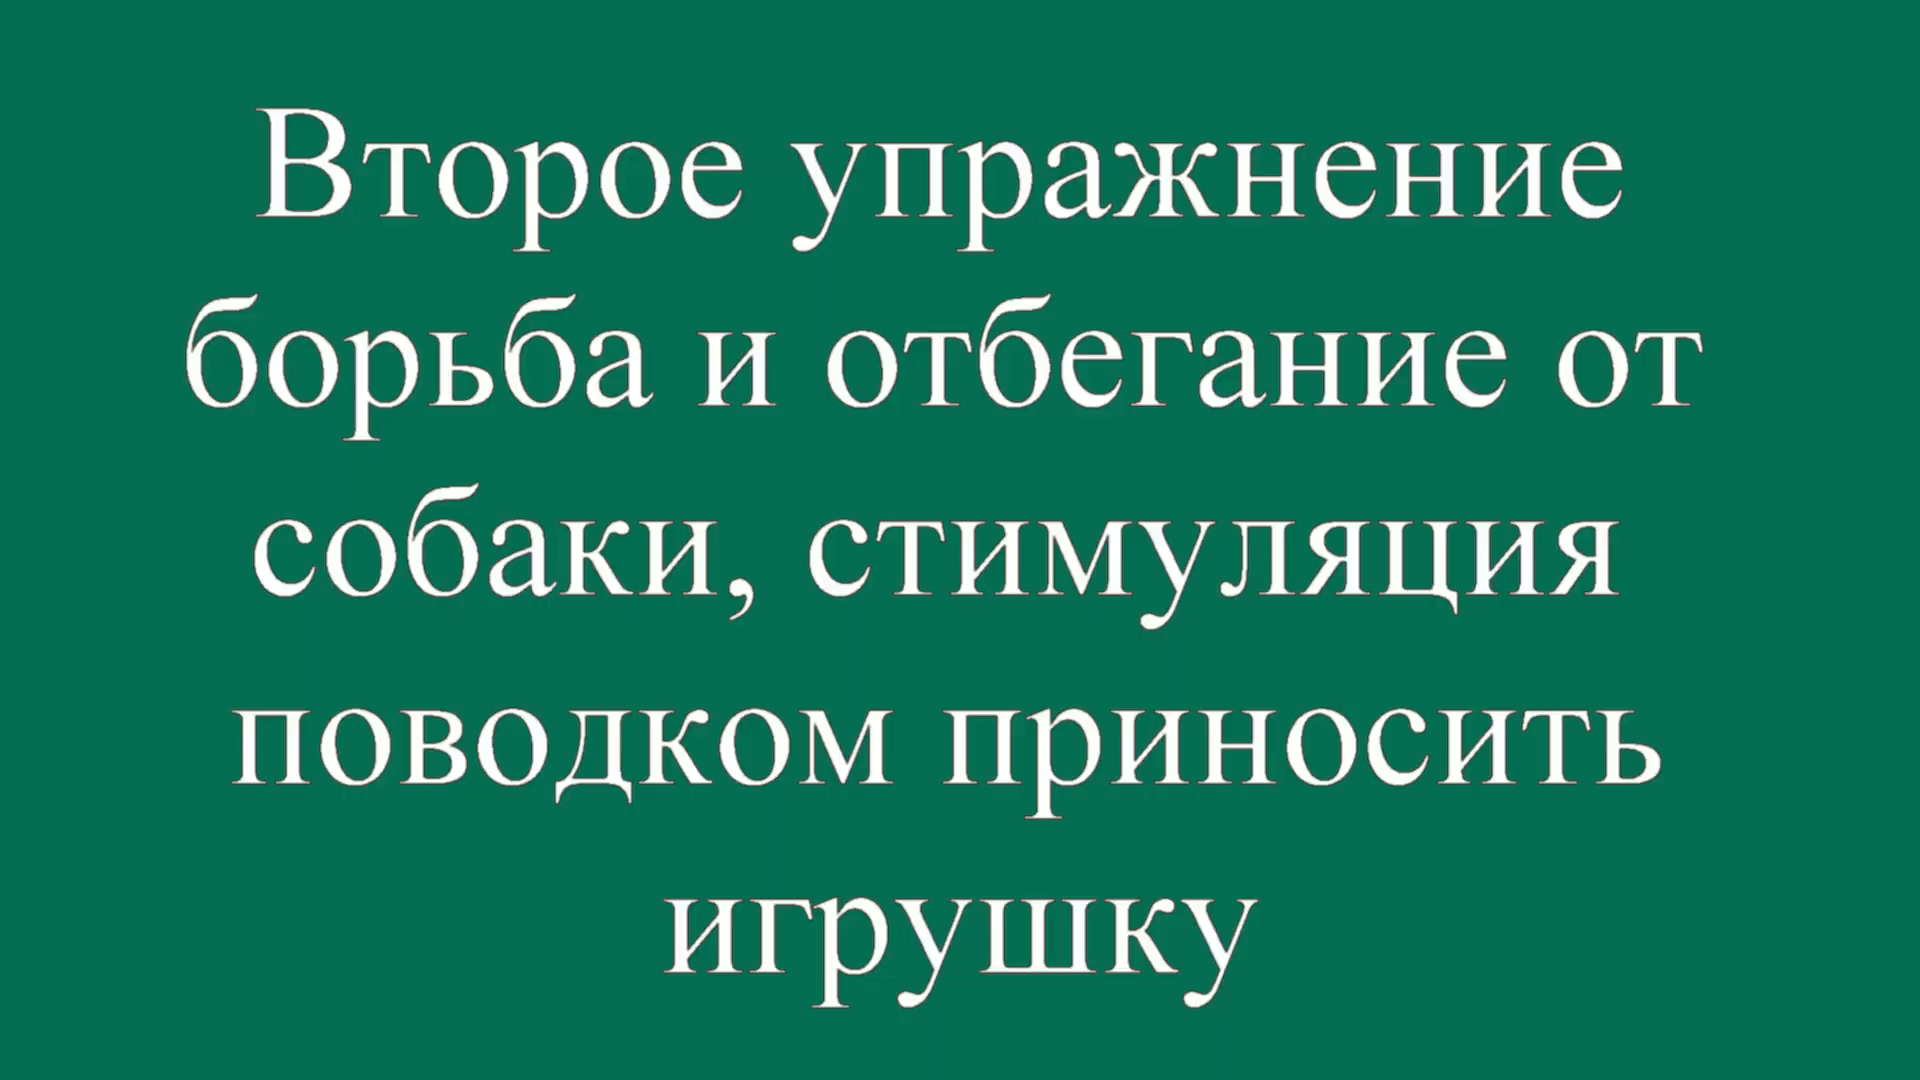 Второе упражнение
борьба и отбегание от
собаки, стимуляция
поводком приносить
игрушку